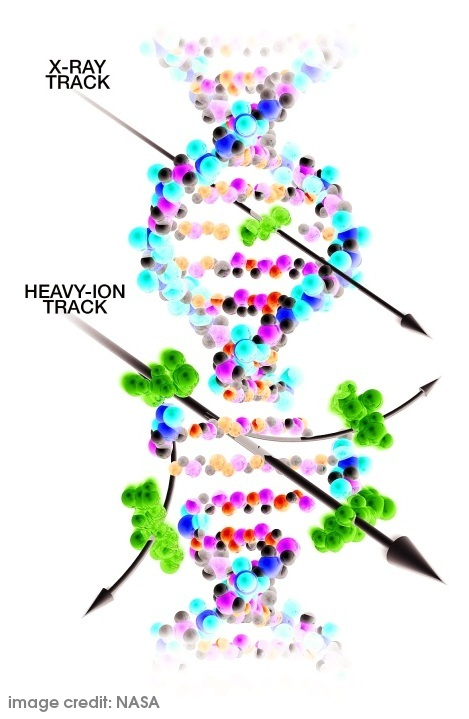 X-RAY
TRACK
HEAVY-ION
TRACK
image credit: NASA